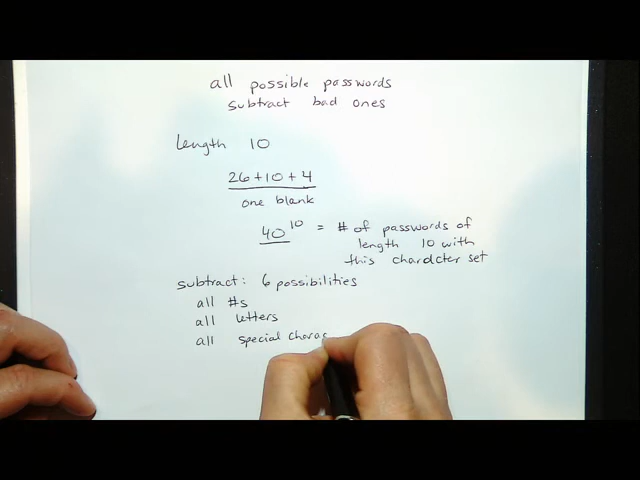 all possible passwords
subtract bad ones
Length 10
26+10+4
one blank
40^10 = # of passwords of
length 10 with
this character set
subtract: 6 possibilities
all #s
all letters
all special charac